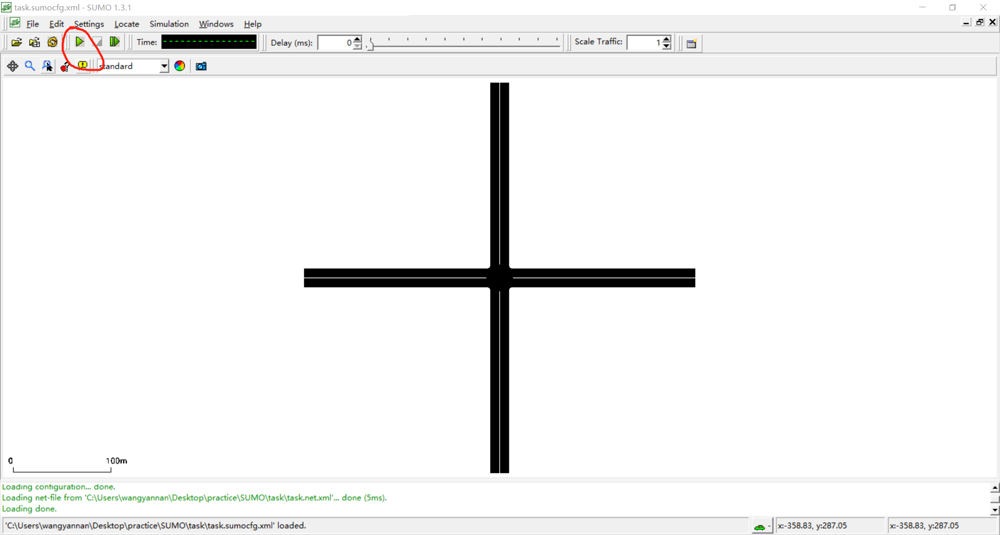 task.sumocfg.xml - SUMO 1.3.1
File Edit Settings Locate Simulation Windows Help
Time: Delay (ms): 0 Scale Traffic: 1
standard
0 100m
Loading configuration... done.
Loading net-file from 'C:\Users\wangyannan\Desktop\practice\SUMO\task\task.net.xml'... done (5ms).
Loading done.
'C:\Users\wangyannan\Desktop\practice\SUMO\task\task.sumocfg.xml' loaded. - x:-358.83, y:287.05 x:-358.83, y:287.05